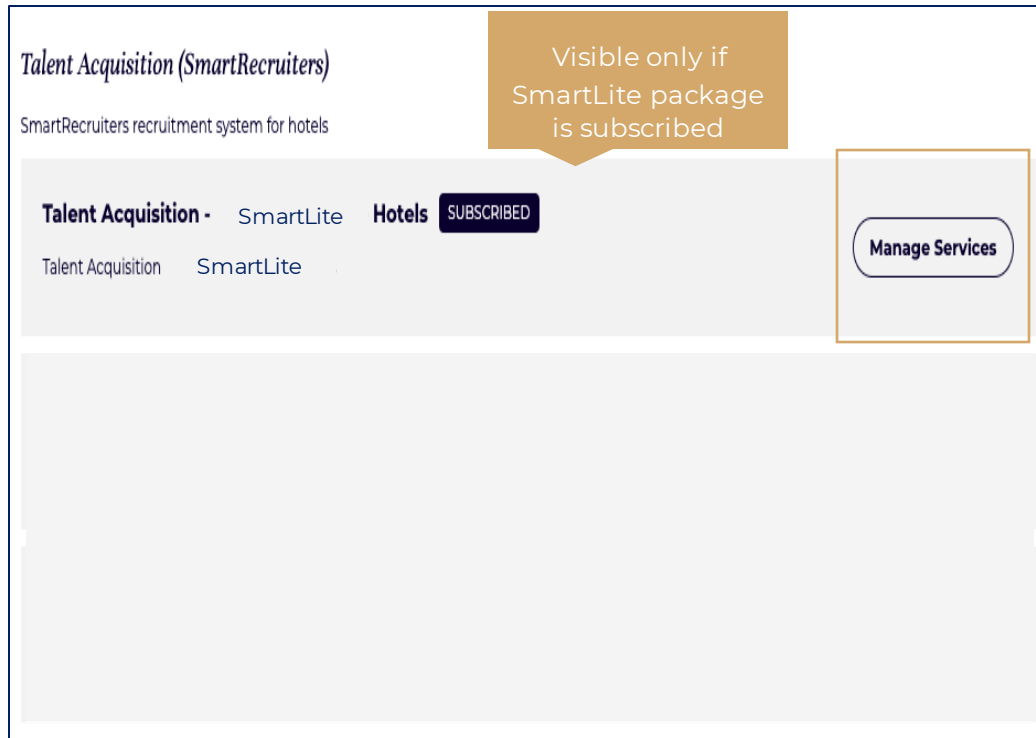 Talent Acquisition (SmartRecruiters)
Visible only if
SmartLite package
is subscribed
SmartRecruiters recruitment system for hotels
Talent Acquisition - SmartLite Hotels SUBSCRIBED
Talent Acquisition SmartLite
Manage Services